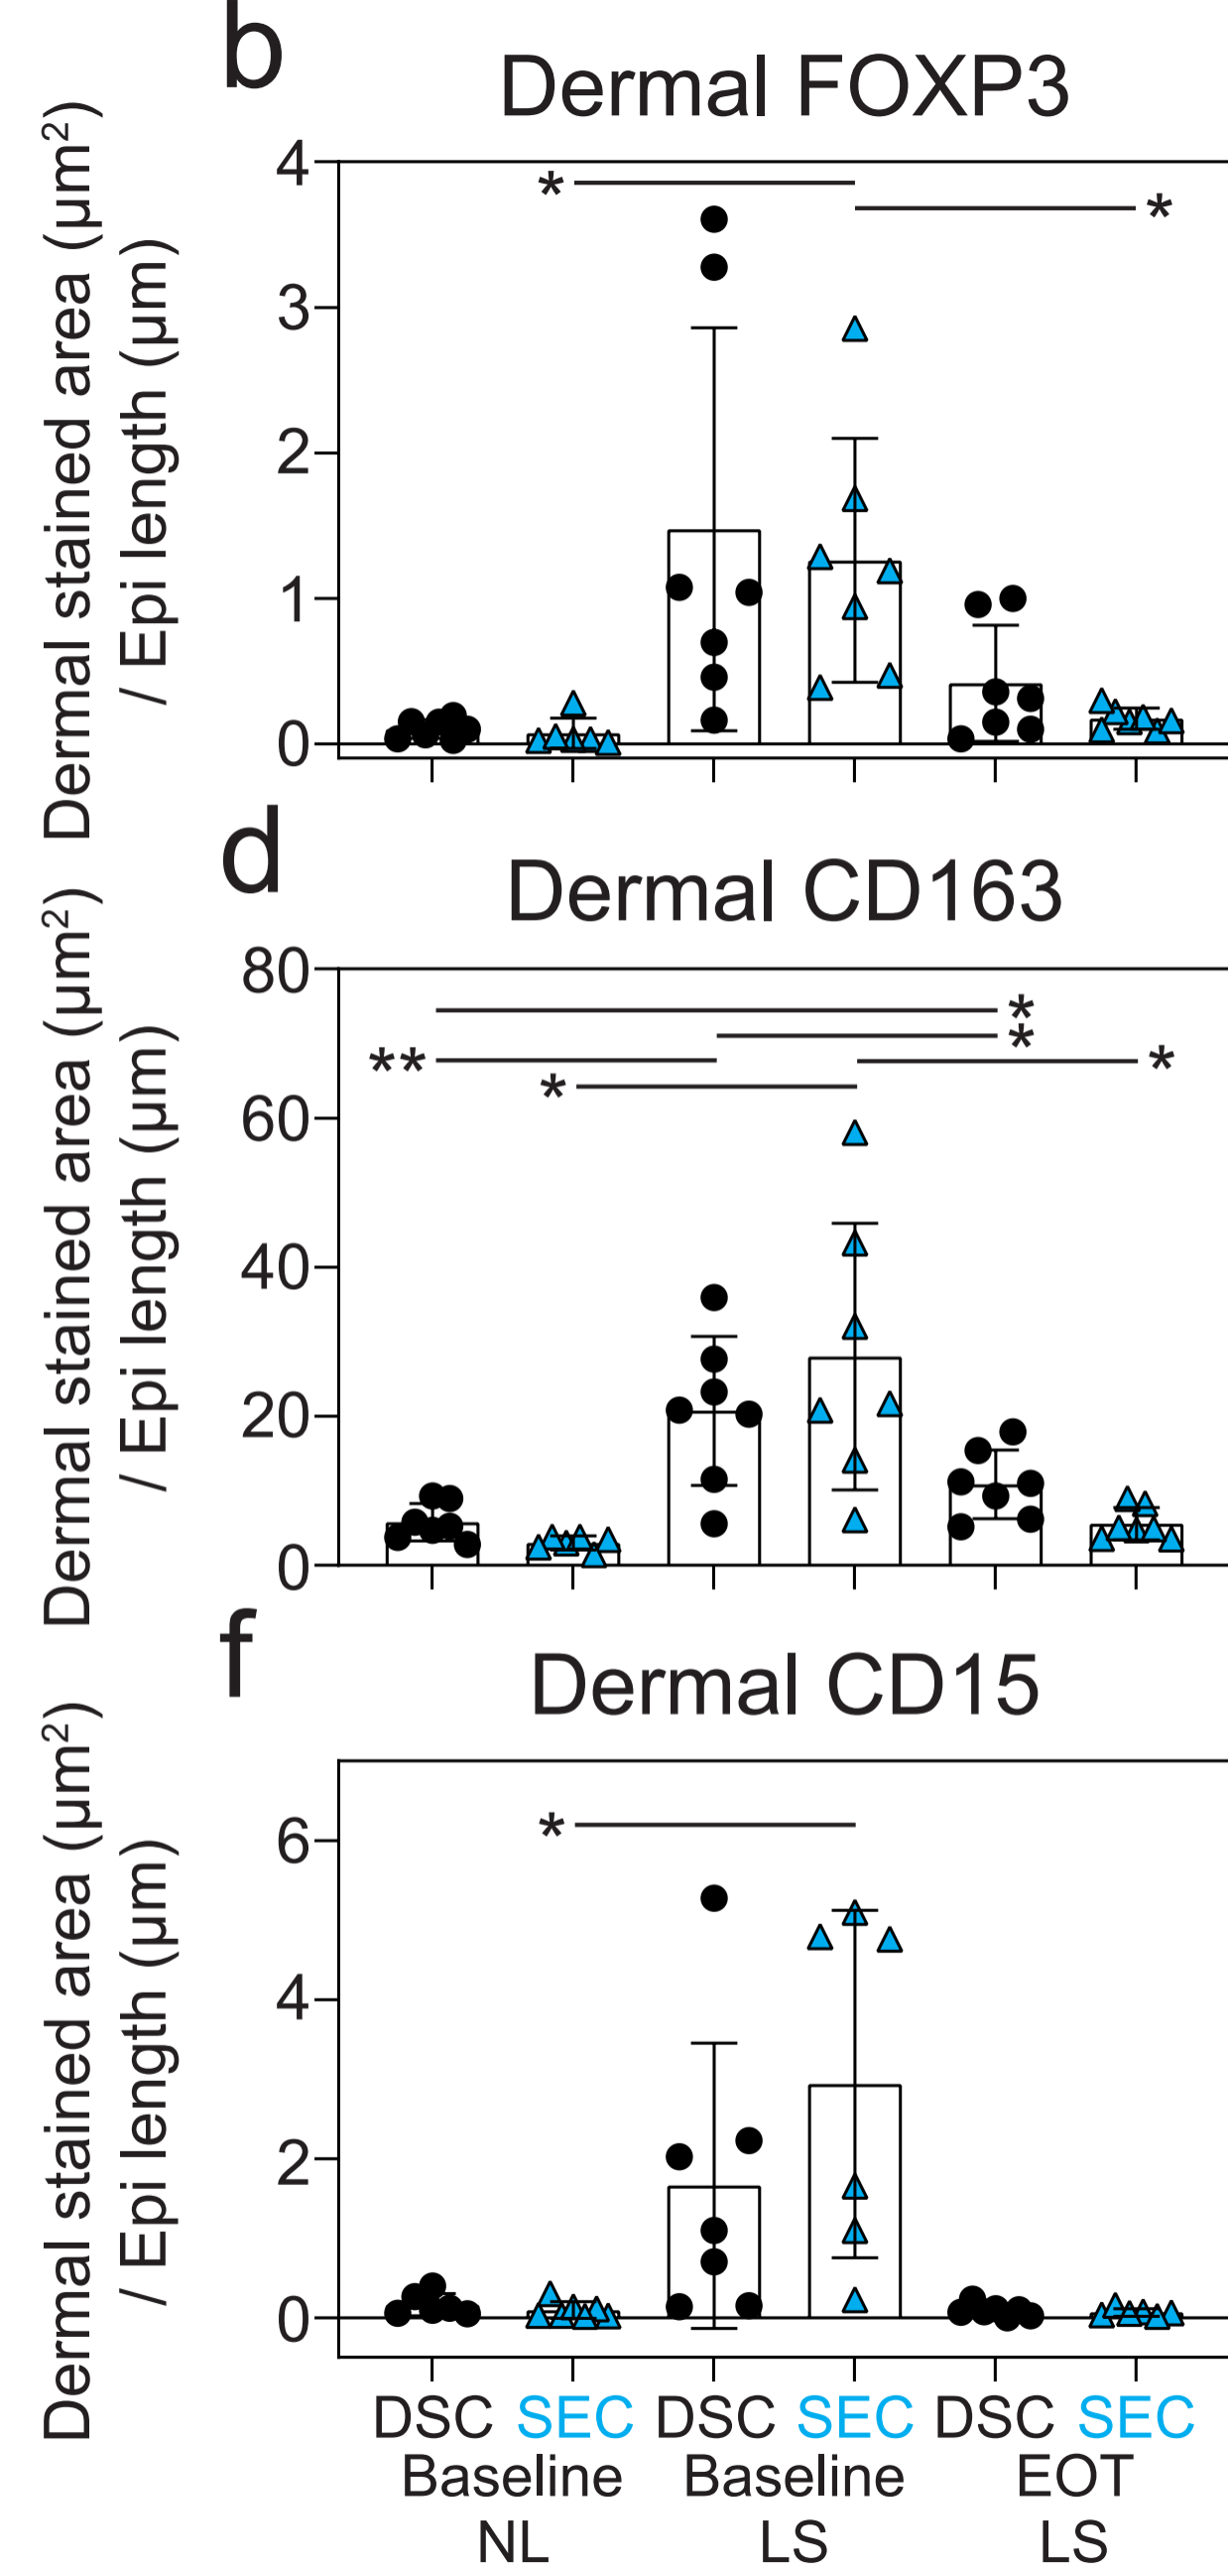 b
Dermal FOXP3
Dermal stained area (µm²)
/ Epi length (µm)
4
3
2
1
0
*
*
d
Dermal CD163
Dermal stained area (µm²)
/ Epi length (µm)
80
60
40
20
0
*
*
**
*
*
f
Dermal CD15
Dermal stained area (µm²)
/ Epi length (µm)
6
4
2
0
*
DSC SEC DSC SEC DSC SEC
Baseline Baseline EOT
NL LS LS